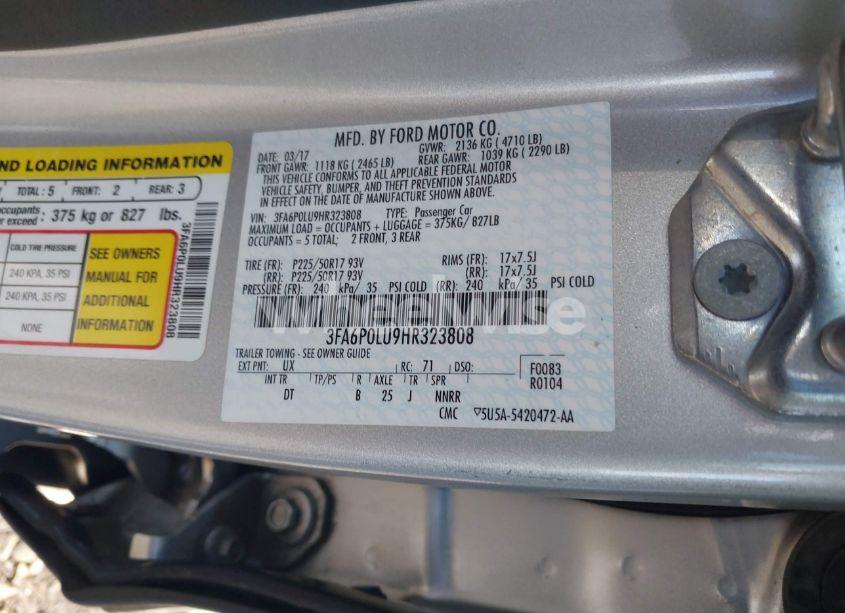 ND LOADING INFORMATION
TOTAL: 5 FRONT: 2 REAR: 3
occupants
exceed: 375 kg or 827 lbs.
COLD TIRE PRESSURE
240 KPA, 35 PSI
240 KPA, 35 PSI
NONE
SEE OWNERS
MANUAL FOR
ADDITIONAL
INFORMATION
3FA6P0LU9HR323808
MFD. BY FORD MOTOR CO.
DATE: 03/17 GVWR: 2136 KG ( 4710 LB)
FRONT GAWR: 1118 KG ( 2465 LB) REAR GAWR: 1039 KG ( 2290 LB)
THIS VEHICLE CONFORMS TO ALL APPLICABLE FEDERAL MOTOR
VEHICLE SAFETY, BUMPER, AND THEFT PREVENTION STANDARDS
IN EFFECT ON THE DATE OF MANUFACTURE SHOWN ABOVE.
VIN: 3FA6P0LU9HR323808 TYPE: Passenger Car
MAXIMUM LOAD = OCCUPANTS + LUGGAGE = 375KG/ 827LB
OCCUPANTS = 5 TOTAL; 2 FRONT, 3 REAR
TIRE (FR): P225/50R17 93V RIMS (FR): 17x7.5J
(RR): P225/50R17 93V (RR): 17x7.5J
PRESSURE (FR): 240 kPa/ 35 PSI COLD (RR): 240 kPa/ 35 PSI COLD
3FA6P0LU9HR323808
TRAILER TOWING - SEE OWNER GUIDE
EXT PNT: UX RC: 71 DSO: F0083
R0104
INT TR TP/PS R AXLE TR SPR
DT B 25 J NNRR
CMC 5U5A-5420472-AA